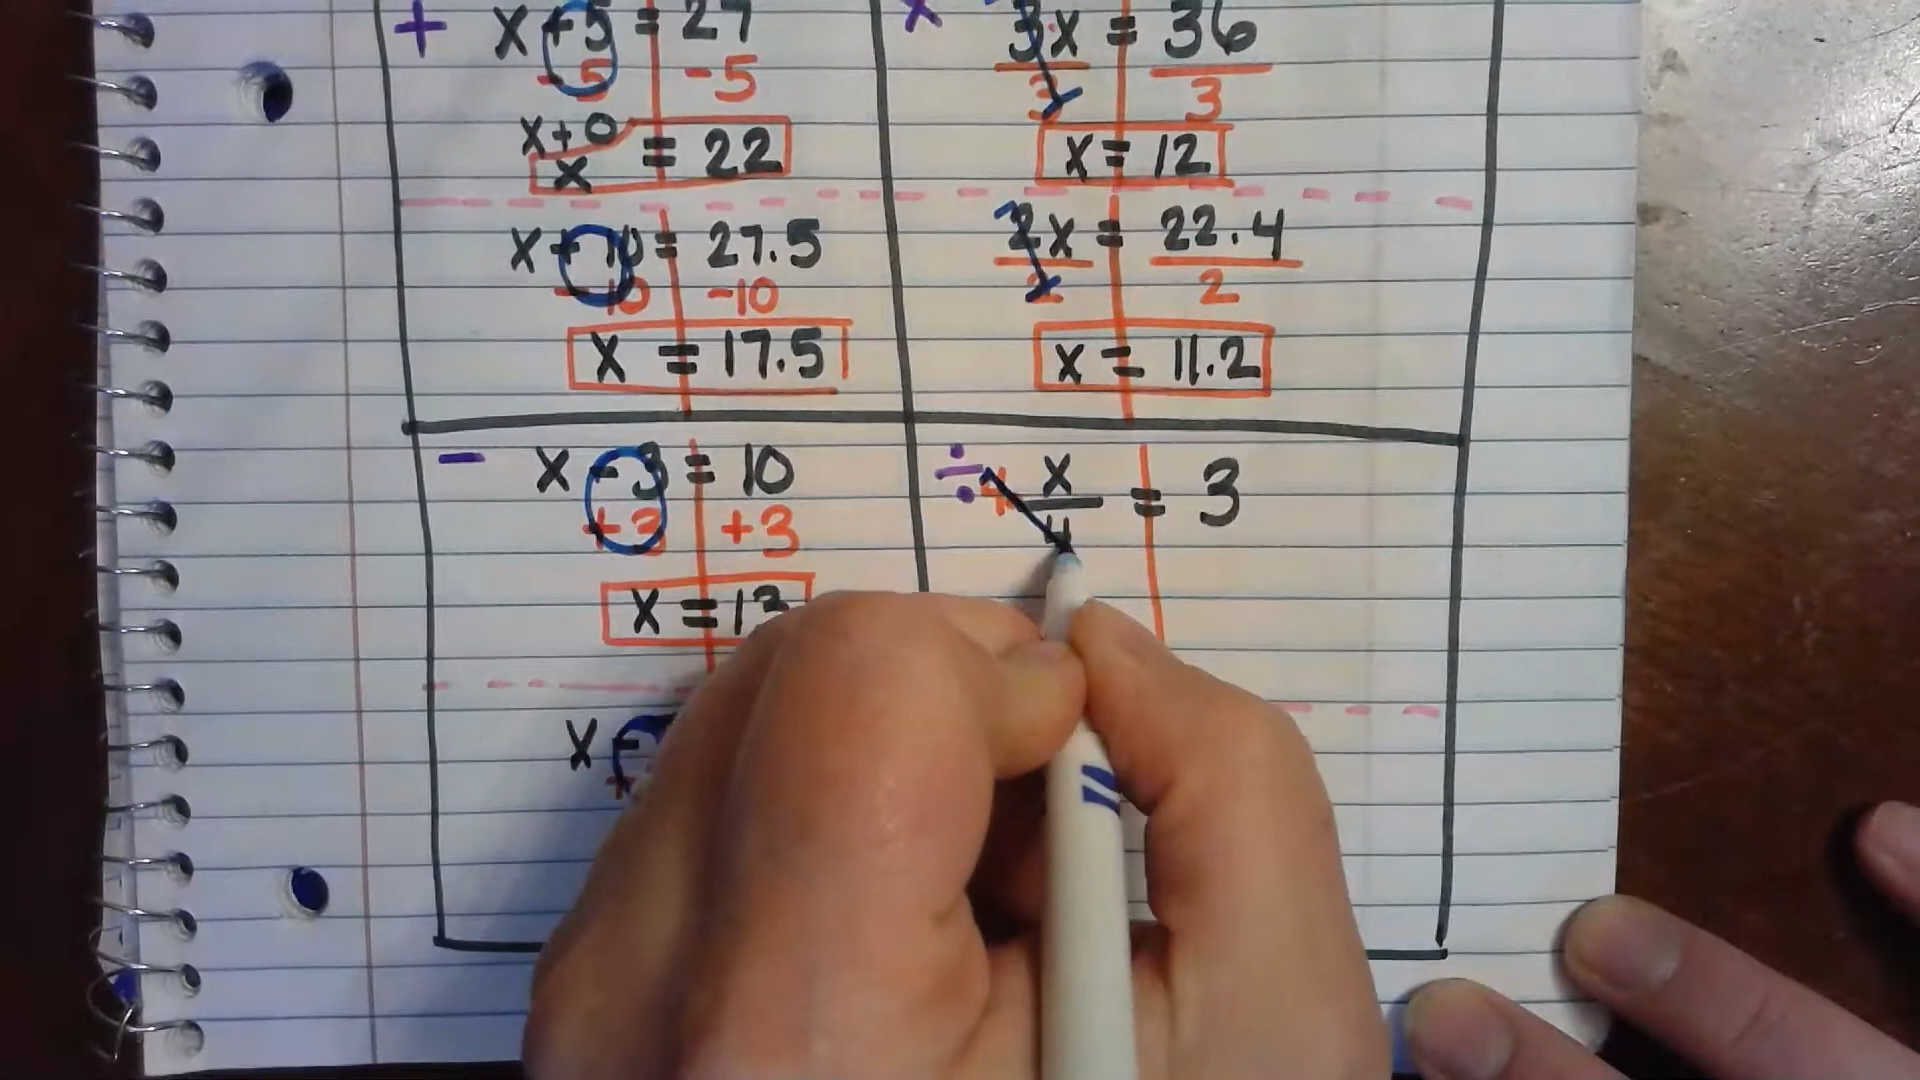 + x + 5 = 27
- 5 - 5
x + 0
x = 22
x + 10 = 27.5
- 10 - 10
x = 17.5
x 3x = 36
3 3
x = 12
2x = 22.4
2 2
x = 11.2
- x - 3 = 10
+ 3 + 3
x = 13
x -
+
÷ 4 x = 3
4